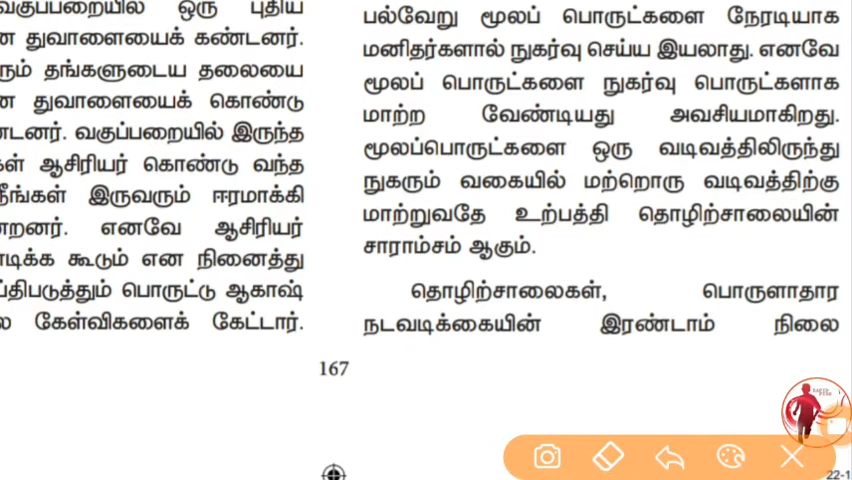 வகுப்பறையில் ஒரு புதிய
துவாளையைக் கண்டனர்.
தங்களுடைய தலையை
துவாளையைக் கொண்டு
வகுப்பறையில் இருந்த
ஆசிரியர் கொண்டு வந்த
நீங்கள் இருவரும் ஈரமாக்கி
எனவே ஆசிரியர்
கூடும் என நினைத்து
பொருட்டு ஆகாஷ்
கேள்விகளைக் கேட்டார்.
பல்வேறு மூலப் பொருட்களை நேரடியாக
மனிதர்களால் நுகர்வு செய்ய இயலாது. எனவே
மூலப் பொருட்களை நுகர்வு பொருட்களாக
மாற்ற வேண்டியது அவசியமாகிறது.
மூலப்பொருட்களை ஒரு வடிவத்திலிருந்து
நுகரும் வகையில் மற்றொரு வடிவத்திற்கு
மாற்றுவதே உற்பத்தி தொழிற்சாலையின்
சாராம்சம் ஆகும்.
தொழிற்சாலைகள், பொருளாதார
நடவடிக்கையின் இரண்டாம் நிலை
167
22-1